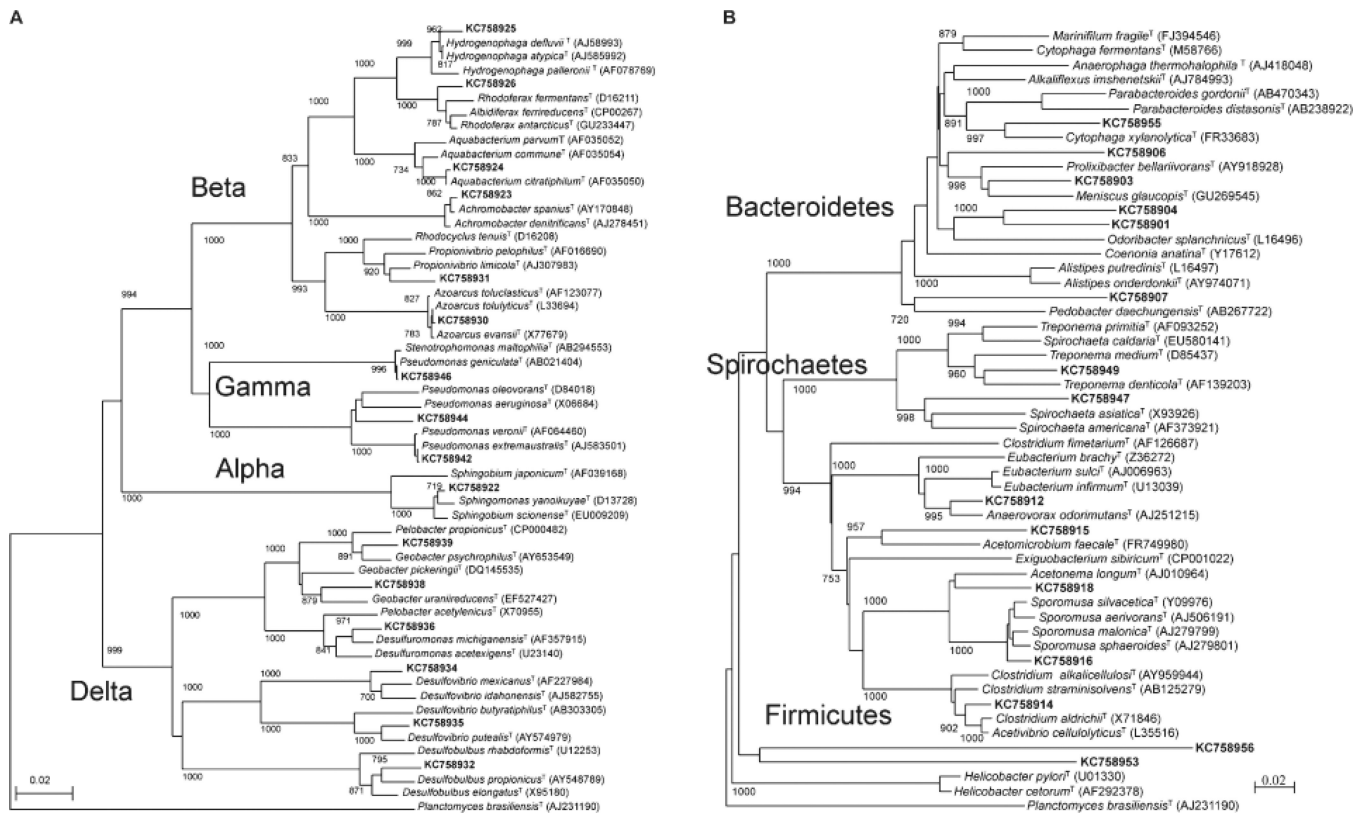 A
KC758925
962
999
Hydrogenophaga defluvii T (AJ58993)
Hydrogenophaga atypica T (AJ585992)
817
1000
Hydrogenophaga palleronii T (AF078769)
KC758926
1000
Rhodoferax fermentans T (D16211)
Albidiferax ferrireducens T (CP00267)
787
Rhodoferax antarcticus T (GU233447)
1000
Aquabacterium parvumT (AF035052)
Aquabacterium commune T (AF035054)
1000
734
KC758924
1000
Aquabacterium citratiphilum T (AF035050)
833
862
KC758923
Achromobacter spanius T (AY170848)
1000
Achromobacter denitrificans T (AJ278451)
Beta
1000
Rhodocyclus tenuis T (D16208)
1000
Propionivibrio pelophilus T (AF016690)
920
Propionivibrio limicola T (AJ307983)
KC758931
993
Azoarcus toluclasticus T (AF123077)
827
Azoarcus tolulyticus T (L33694)
1000
KC758930
783
Azoarcus evansii T (X77679)
994
Stenotrophomonas maltophilia T (AB294553)
1000
Pseudomonas geniculata T (AB021404)
996
KC758946
Gamma
Pseudomonas oleovorans T (D84018)
Pseudomonas aeruginosa T (X06684)
KC758944
1000
Pseudomonas veronii T (AF064460)
1000
Pseudomonas extremaustralis T (AJ583501)
KC758942
Alpha
Sphingobium japonicum T (AF039168)
719
KC758922
1000
Sphingomonas yanoikuyae T (D13728)
1000
Sphingobium scionense T (EU009209)
Pelobacter propionicus T (CP000482)
1000
KC758939
891
Geobacter psychrophilus T (AY653549)
1000
Geobacter pickeringii T (DQ145535)
KC758938
879
Geobacter uraniireducens T (EF527427)
1000
Pelobacter acetylenicus T (X70955)
971
KC758936
1000
Desulfuromonas michiganensis T (AF357915)
841
Desulfuromonas acetexigens T (U23140)
999
Delta
KC758934
1000
Desulfovibrio mexicanus T (AF227984)
700
Desulfovibrio idahonensis T (AJ582755)
Desulfovibrio butyratiphilus T (AB303305)
KC758935
1000
1000
Desulfovibrio putealis T (AY574979)
Desulfobulbus rhabdoformis T (U12253)
795
KC758932
1000
Desulfobulbus propionicus T (AY548789)
871
Desulfobulbus elongatus T (X95180)
0.02
Planctomyces brasiliensis T (AJ231190)
B
879
Marinifilum fragile T (FJ394546)
Cytophaga fermentans T (M58766)
Anaerophaga thermohalophila T (AJ418048)
Alkaliflexus imshenetskii T (AJ784993)
1000
Parabacteroides gordonii T (AB470343)
Parabacteroides distasonis T (AB238922)
891
KC758955
997
Cytophaga xylanolytica T (FR33683)
KC758906
Prolixibacter bellariivorans T (AY918928)
998
KC758903
Meniscus glaucopis T (GU269545)
Bacteroidetes
1000
KC758904
KC758901
Odoribacter splanchnicus T (L16496)
Coenonia anatina T (Y17612)
1000
Alistipes putredinis T (L16497)
1000
Alistipes onderdonkii T (AY974071)
KC758907
720
Pedobacter daechungensis T (AB267722)
994
Treponema primitia T (AF093252)
1000
Spirochaeta caldaria T (EU580141)
Treponema medium T (D85437)
Spirochaetes
960
KC758949
1000
Treponema denticola T (AF139203)
KC758947
998
Spirochaeta asiatica T (X93926)
Spirochaeta americana T (AF373921)
Clostridium fimetarium T (AF126687)
1000
Eubacterium brachy T (Z36272)
1000
Eubacterium sulci T (AJ006963)
994
Eubacterium infirmum T (U13039)
KC758912
995
Anaerovorax odorimutans T (AJ251215)
957
KC758915
Acetomicrobium faecale T (FR749980)
Exiguobacterium sibiricum T (CP001022)
753
Acetonema longum T (AJ010964)
KC758918
1000
Sporomusa silvacetica T (Y09976)
Sporomusa aerivorans T (AJ506191)
Sporomusa malonica T (AJ279799)
1000
Sporomusa sphaeroides T (AJ279801)
KC758916
Clostridium alkalicellulosi T (AY959944)
1000
Clostridium straminisolvens T (AB125279)
KC758914
Firmicutes
Clostridium aldrichii T (X71846)
902
1000
Acetivibrio cellulolyticus T (L35516)
KC758956
KC758953
Helicobacter pylori T (U01330)
0.02
1000
Helicobacter cetorum T (AF292378)
Planctomyces brasiliensis T (AJ231190)